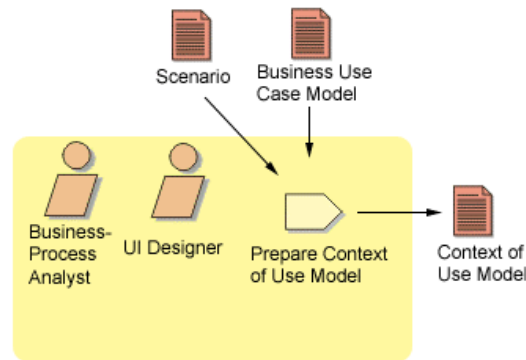 Scenario
Business Use
Case Model
Business-
Process
Analyst
UI Designer
Prepare Context
of Use Model
Context of
Use Model